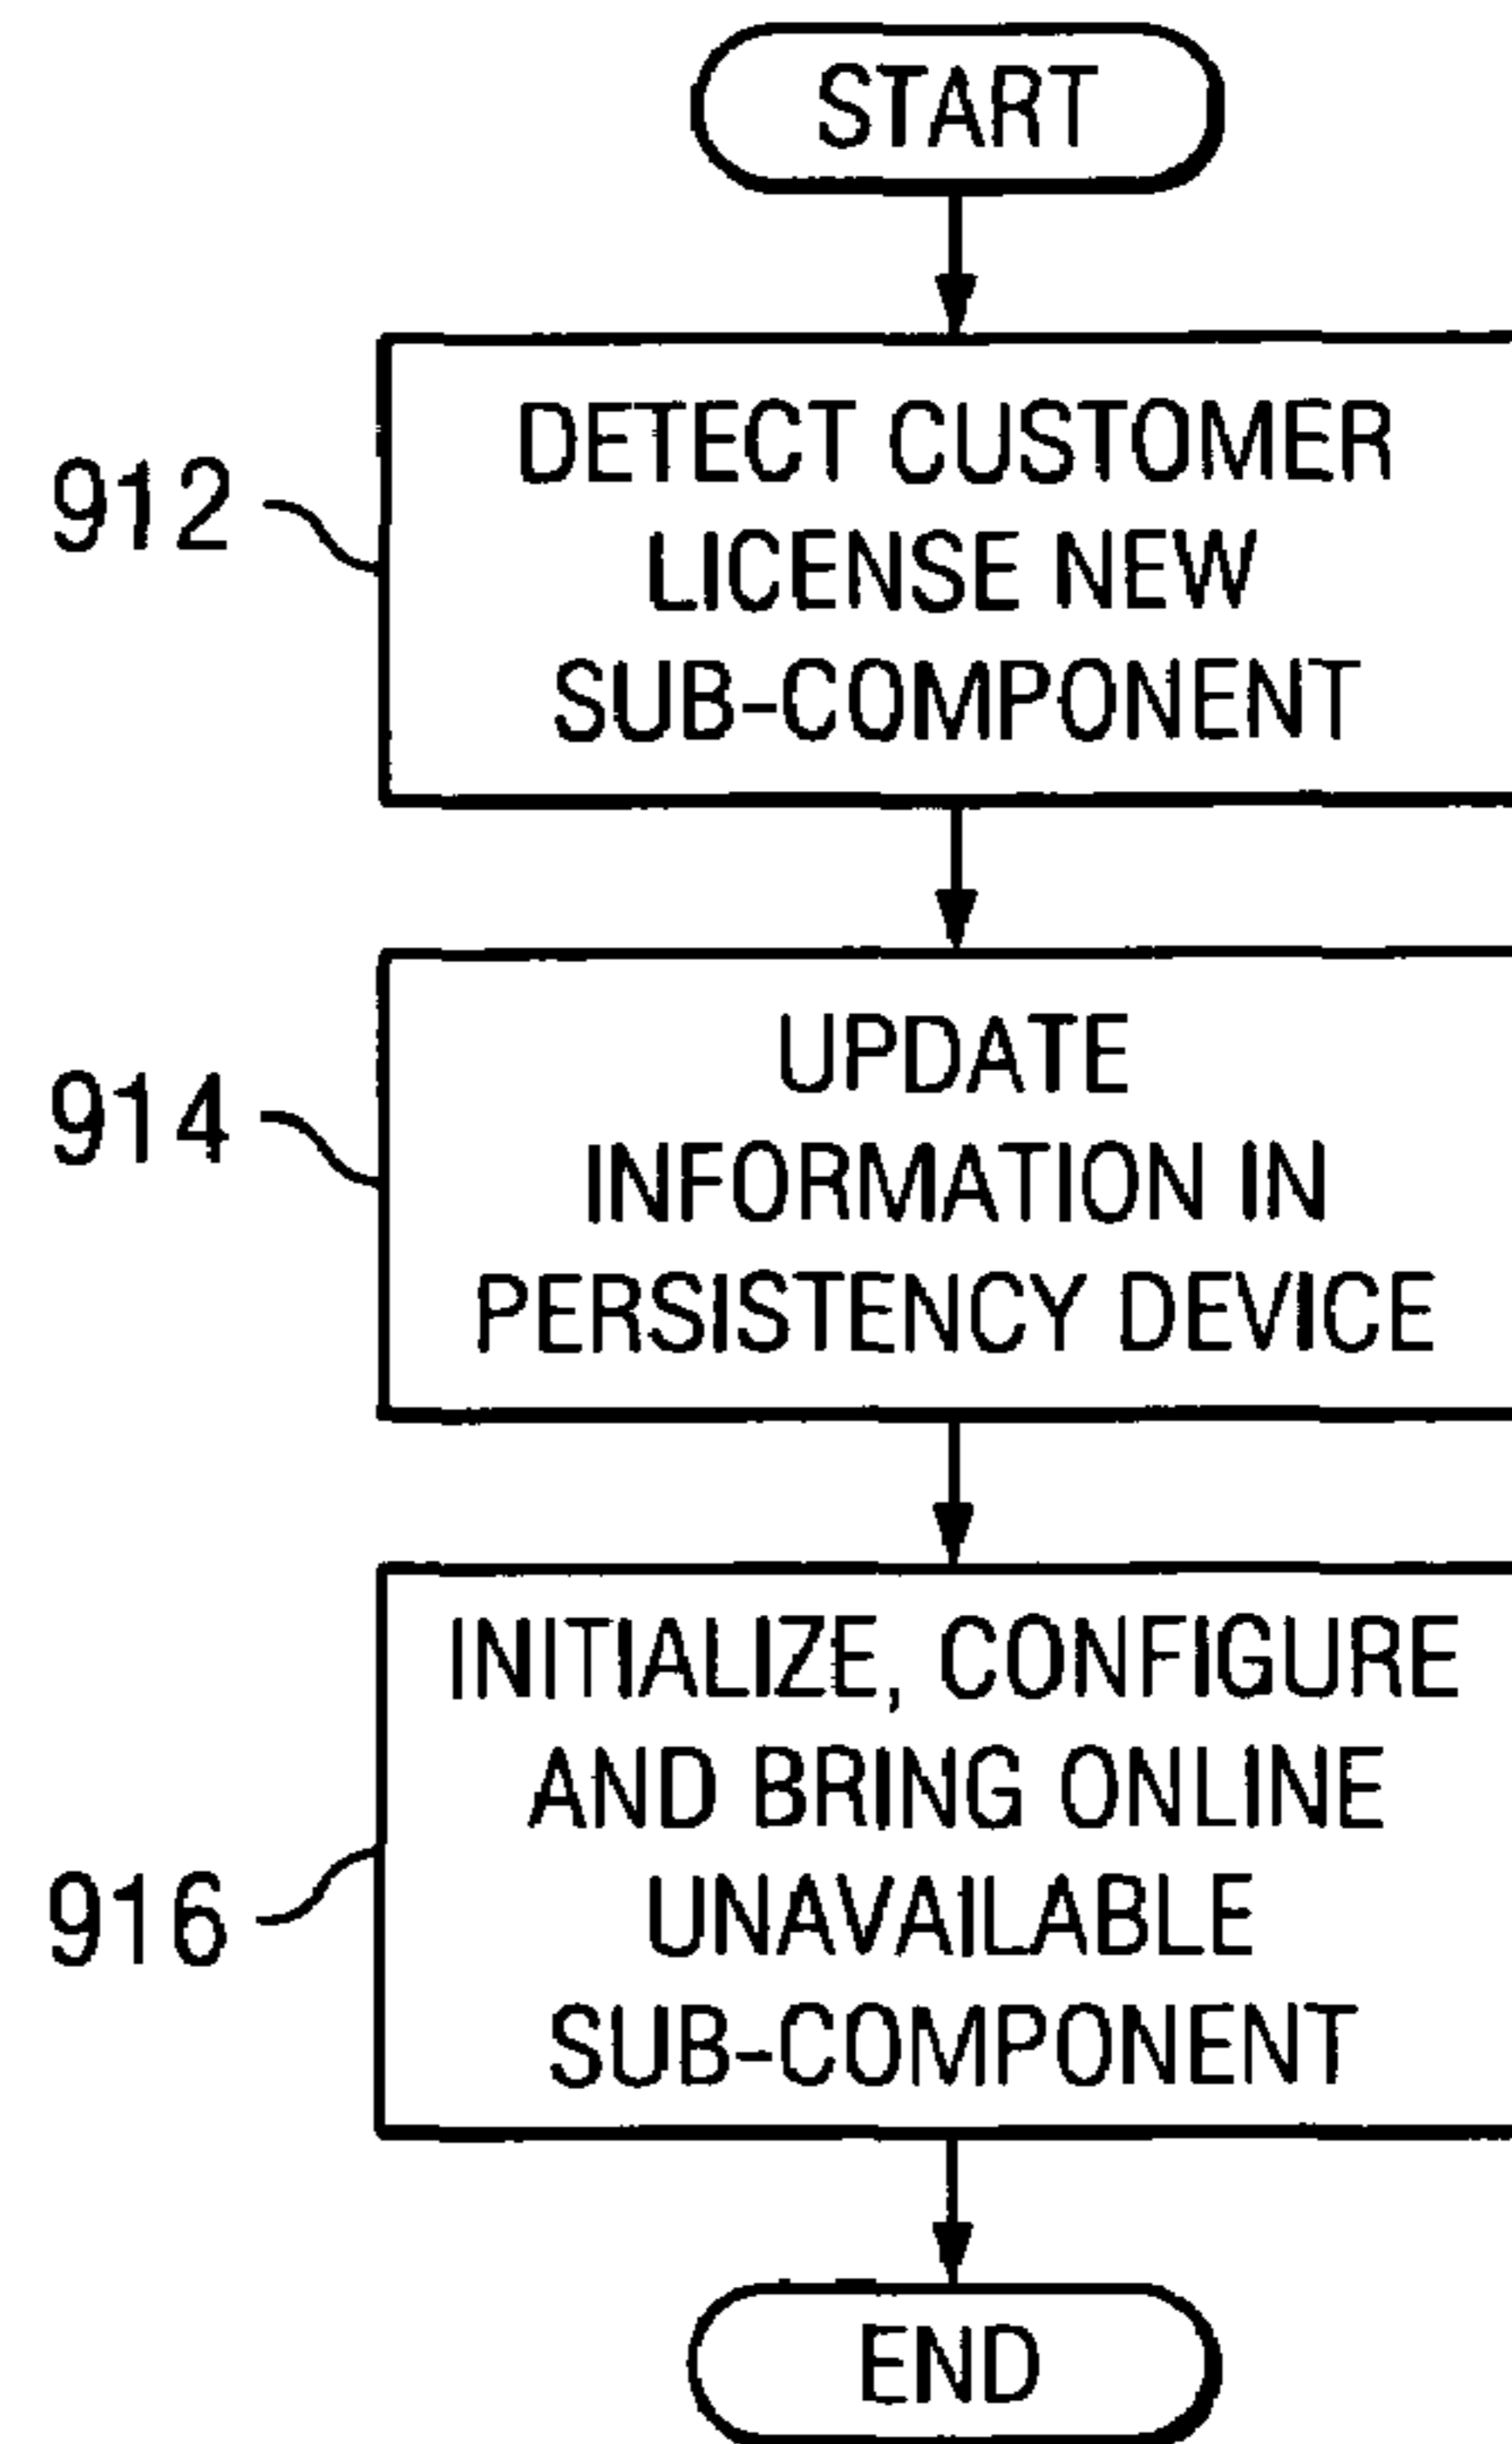 START
912
DETECT CUSTOMER
LICENSE NEW
SUB-COMPONENT
914
UPDATE
INFORMATION IN
PERSISTENCY DEVICE
916
INITIALIZE, CONFIGURE
AND BRING ONLINE
UNAVAILABLE
SUB-COMPONENT
END